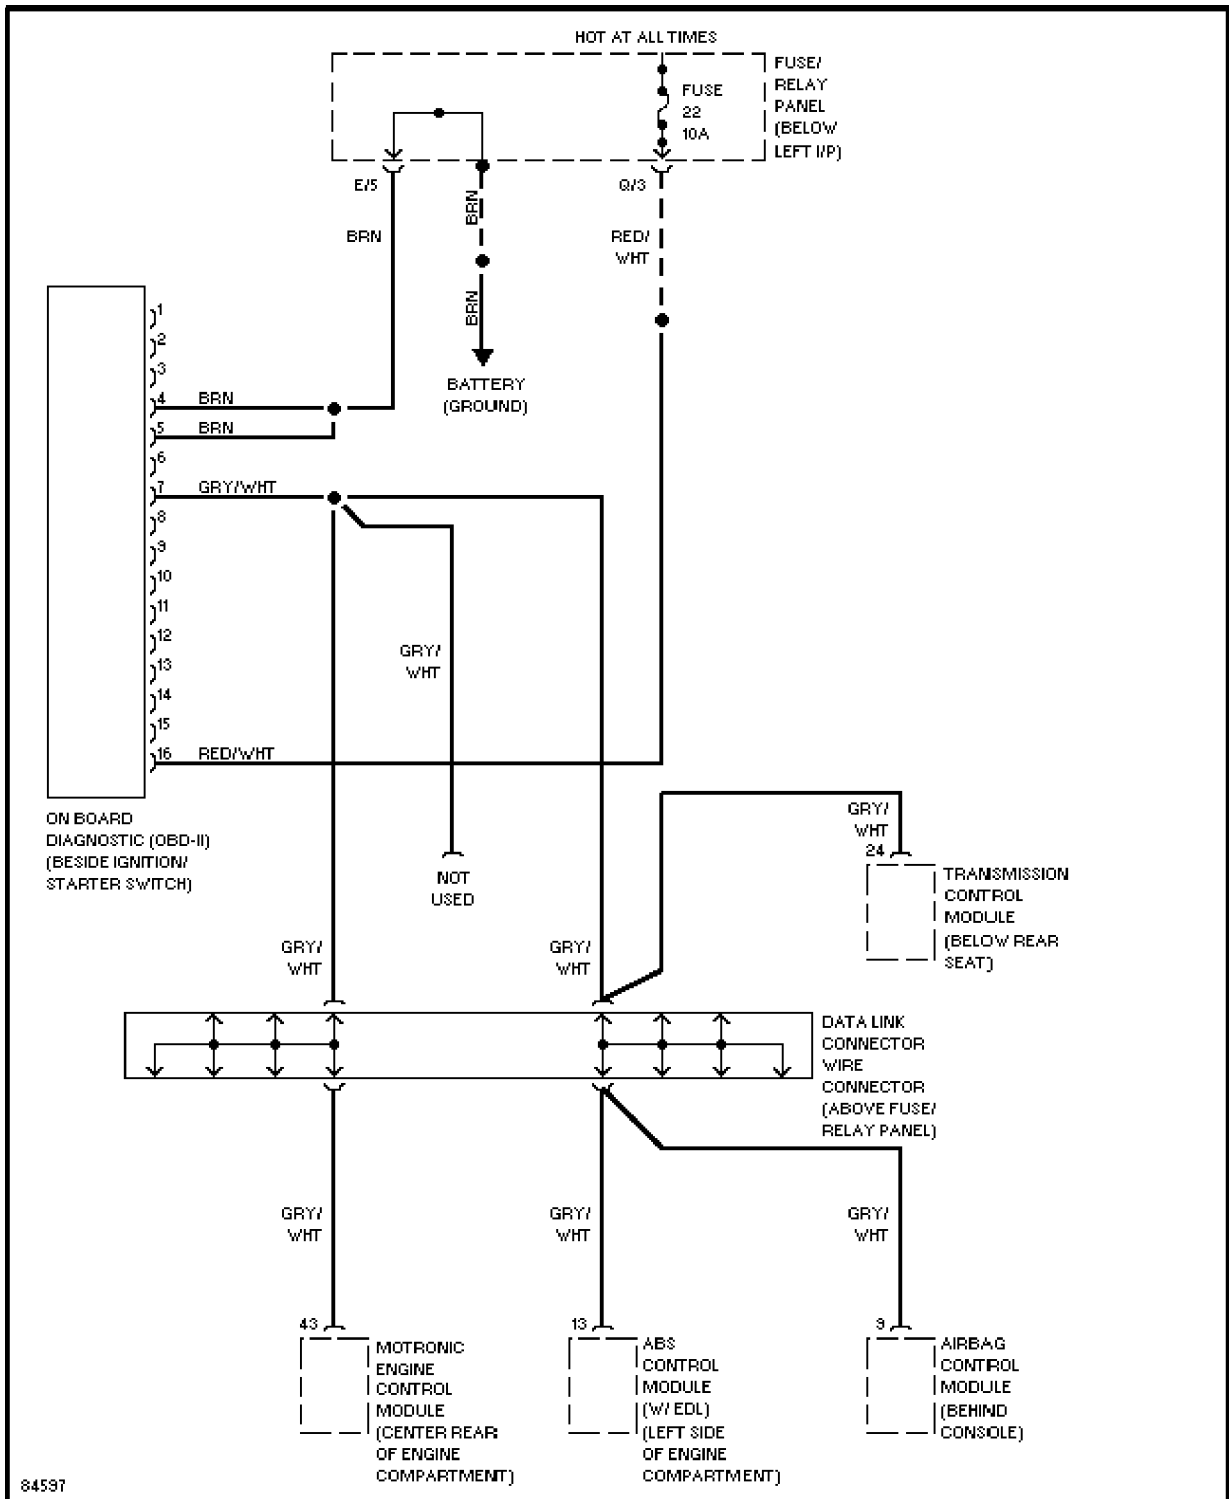 HOT AT ALL TIMES
FUSE/
RELAY
PANEL
(BELOW
LEFT I/P)
FUSE
22
10A
E/5
BRN
Q/3
BRN
RED/
WHT
BRN
BATTERY
(GROUND)
1
2
3
4
BRN
5
BRN
6
7
GRY/WHT
8
9
10
11
12
13
14
15
16
RED/WHT
GRY/
WHT
ON BOARD
DIAGNOSTIC (OBD-II)
(BESIDE IGNITION/
STARTER SWITCH)
NOT
USED
GRY/
WHT
24
TRANSMISSION
CONTROL
MODULE
(BELOW REAR
SEAT)
GRY/
WHT
GRY/
WHT
DATA LINK
CONNECTOR
WIRE
CONNECTOR
(ABOVE FUSE/
RELAY PANEL)
GRY/
WHT
GRY/
WHT
GRY/
WHT
43
MOTRONIC
ENGINE
CONTROL
MODULE
(CENTER REAR
OF ENGINE
COMPARTMENT)
13
ABS
CONTROL
MODULE
(W/ EDL)
(LEFT SIDE
OF ENGINE
COMPARTMENT)
9
AIRBAG
CONTROL
MODULE
(BEHIND
CONSOLE)
84597